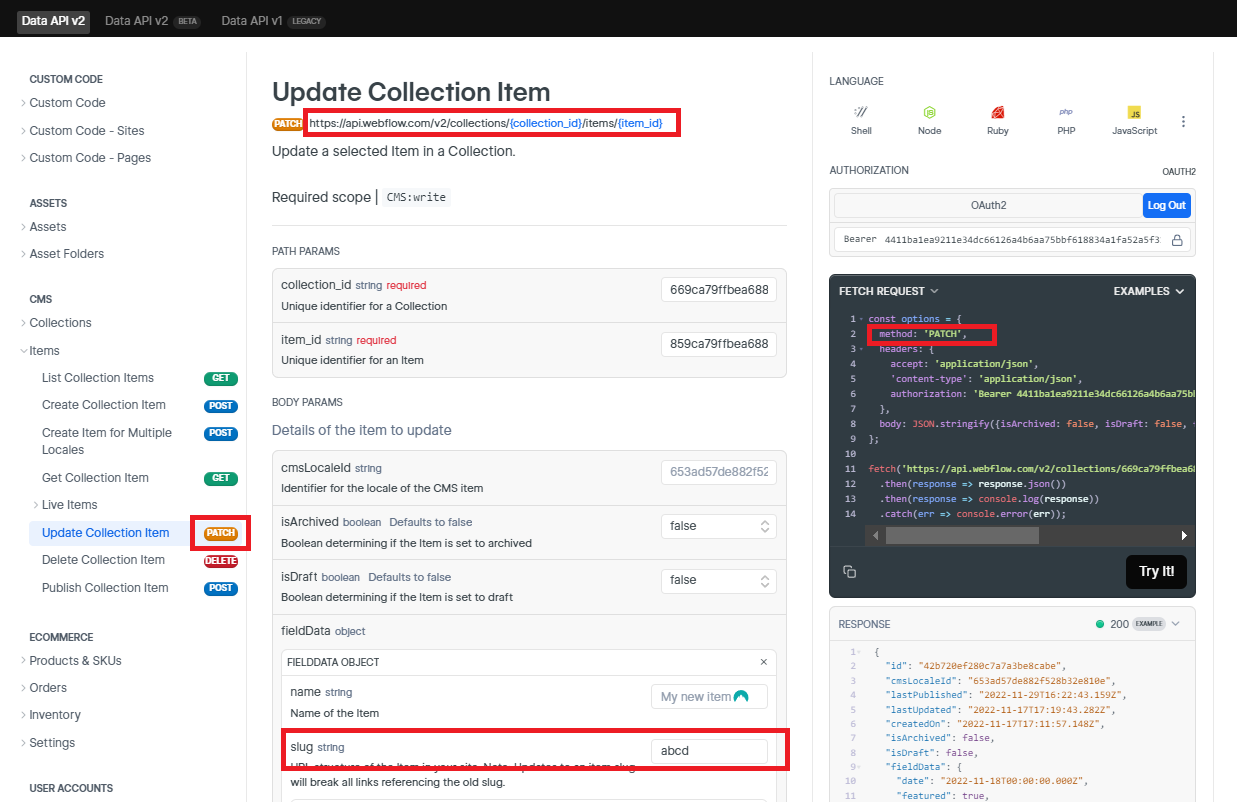 Data API v2 Data API v2 BETA Data API v1 LEGACY
CUSTOM CODE
Custom Code
Custom Code - Sites
Custom Code - Pages
ASSETS
Assets
Asset Folders
CMS
Collections
Items
List Collection Items GET
Create Collection Item POST
Create Item for Multiple POST
Locales
Get Collection Item GET
Live Items
Update Collection Item PATCH
Delete Collection Item DELETE
Publish Collection Item POST
ECOMMERCE
Products & SKUs
Orders
Inventory
Settings
USER ACCOUNTS
Update Collection Item
PATCH https://api.webflow.com/v2/collections/{collection_id}/items/{item_id}
Update a selected Item in a Collection.
Required scope | CMS:write
PATH PARAMS
collection_id string required 669ca79ffbea688
Unique identifier for a Collection
item_id string required 859ca79ffbea688
Unique identifier for an Item
BODY PARAMS
Details of the item to update
cmsLocaleId string 653ad57de882f52
Identifier for the locale of the CMS item
isArchived boolean Defaults to false false
Boolean determining if the Item is set to archived
isDraft boolean Defaults to false false
Boolean determining if the Item is set to draft
fieldData object
FIELDDATA OBJECT ×
name string My new item
Name of the Item
slug string abcd
URL structure of the Item in your site. Note: Updates to an item slug
will break all links referencing the old slug.
LANGUAGE
Shell Node Ruby PHP JavaScript
php
JS
AUTHORIZATION OAUTH2
OAuth2 Log Out
Bearer 4411ba1ea9211e34dc66126a4b6aa75bbf618834a1fa52a5f3
FETCH REQUEST EXAMPLES
1 const options = {
2 method: 'PATCH',
3 headers: {
4 accept: 'application/json',
5 'content-type': 'application/json',
6 authorization: 'Bearer 4411ba1ea9211e34dc66126a4b6aa75bb
7 },
8 body: JSON.stringify({isArchived: false, isDraft: false,
9 };
10
11 fetch('https://api.webflow.com/v2/collections/669ca79ffbea68
12 .then(response => response.json())
13 .then(response => console.log(response))
14 .catch(err => console.error(err));
Try It!
RESPONSE 200 EXAMPLE
1 {
2 "id": "42b720ef280c7a7a3be8cabe",
3 "cmsLocaleId": "653ad57de882f528b32e810e",
4 "lastPublished": "2022-11-29T16:22:43.159Z",
5 "lastUpdated": "2022-11-17T17:19:43.282Z",
6 "createdOn": "2022-11-17T17:11:57.148Z",
7 "isArchived": false,
8 "isDraft": false,
9 "fieldData": {
10 "date": "2022-11-18T00:00:00.000Z",
11 "featured": true,